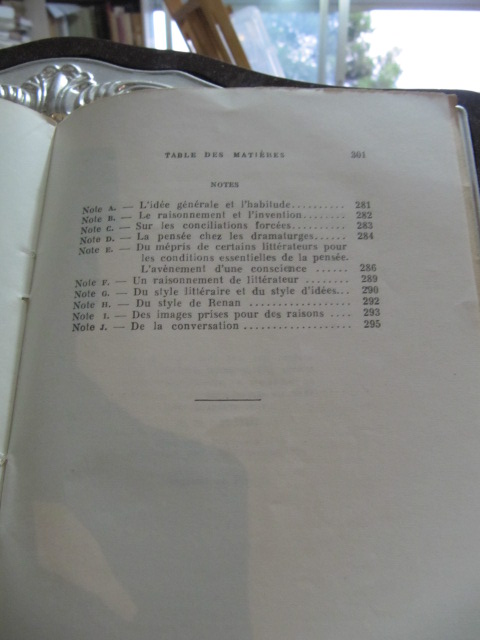 TABLE DES MATIÈRES 301
NOTES
Note A. — L'idée générale et l'habitude.......... 281
Note B. — Le raisonnement et l'invention........ 282
Note C. — Sur les conciliations forcées.......... 283
Note D. — La pensée chez les dramaturges...... 284
Note E. — Du mépris de certains littérateurs pour
les conditions essentielles de la pensée.
L'avènement d'une conscience ...... 286
Note F. — Un raisonnement de littérateur ........ 289
Note G. — Du style littéraire et du style d'idées... 290
Note H. — Du style de Renan ................... 292
Note I. — Des images prises pour des raisons .... 293
Note J. — De la conversation .................... 295